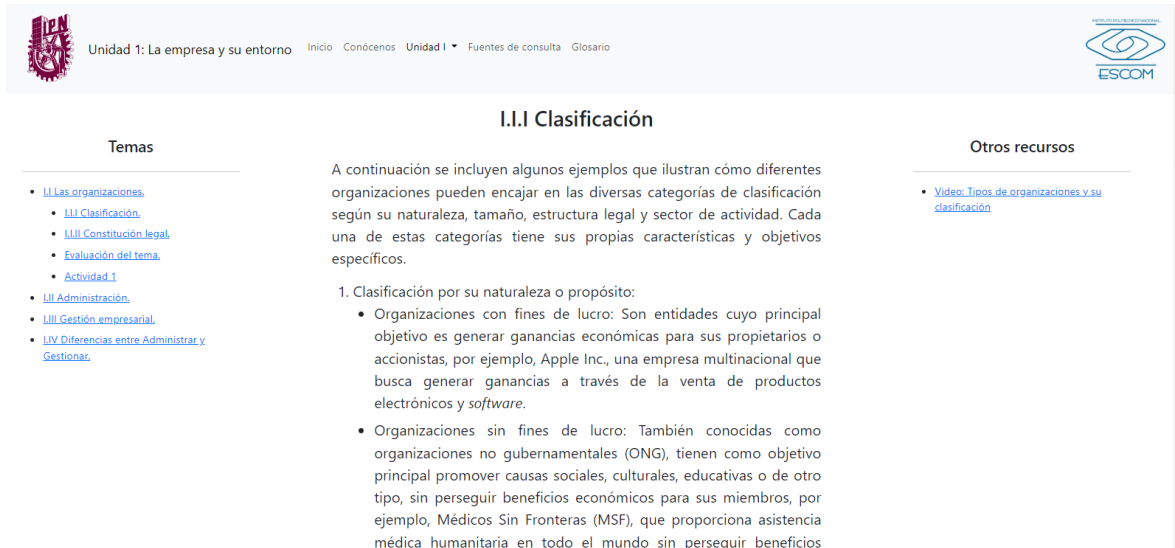 IPN
Unidad 1: La empresa y su entorno Inicio Conócenos Unidad I Fuentes de consulta Glosario
INSTITUTO POLITÉCNICO NACIONAL
ESCOM
Temas
• I.I Las organizaciones.
• I.I.I Clasificación.
• I.I.II Constitución legal.
• Evaluación del tema.
• Actividad 1
• I.II Administración.
• I.III Gestión empresarial.
• I.IV Diferencias entre Administrar y
Gestionar.
I.I.I Clasificación
A continuación se incluyen algunos ejemplos que ilustran cómo diferentes
organizaciones pueden encajar en las diversas categorías de clasificación
según su naturaleza, tamaño, estructura legal y sector de actividad. Cada
una de estas categorías tiene sus propias características y objetivos
específicos.
1. Clasificación por su naturaleza o propósito:
• Organizaciones con fines de lucro: Son entidades cuyo principal
objetivo es generar ganancias económicas para sus propietarios o
accionistas, por ejemplo, Apple Inc., una empresa multinacional que
busca generar ganancias a través de la venta de productos
electrónicos y software.
• Organizaciones sin fines de lucro: También conocidas como
organizaciones no gubernamentales (ONG), tienen como objetivo
principal promover causas sociales, culturales, educativas o de otro
tipo, sin perseguir beneficios económicos para sus miembros, por
ejemplo, Médicos Sin Fronteras (MSF), que proporciona asistencia
médica humanitaria en todo el mundo sin perseguir beneficios
Otros recursos
• Video: Tipos de organizaciones y su
clasificación